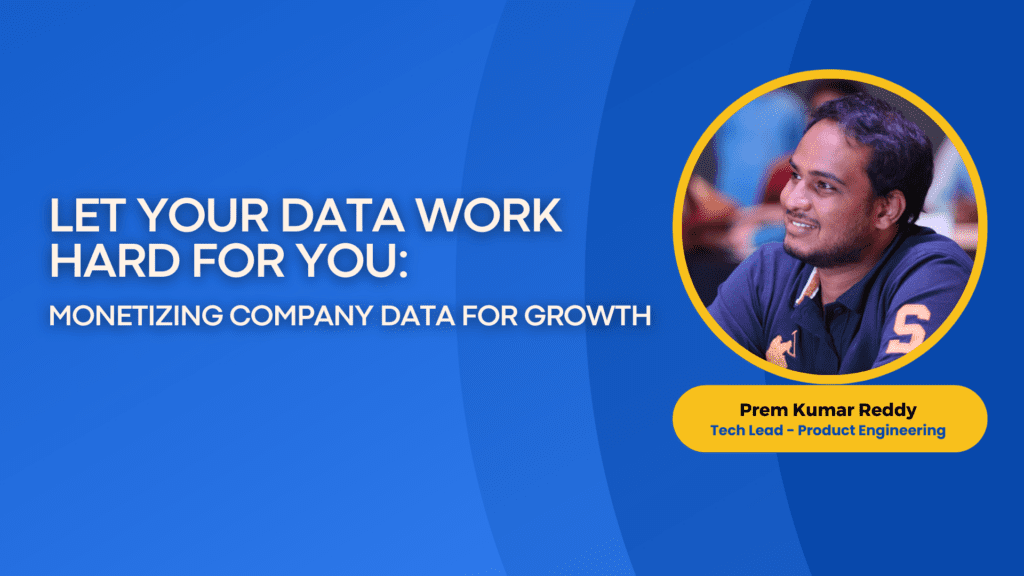 LET YOUR DATA WORK
HARD FOR YOU:
MONETIZING COMPANY DATA FOR GROWTH
S
Prem Kumar Reddy
Tech Lead - Product Engineering